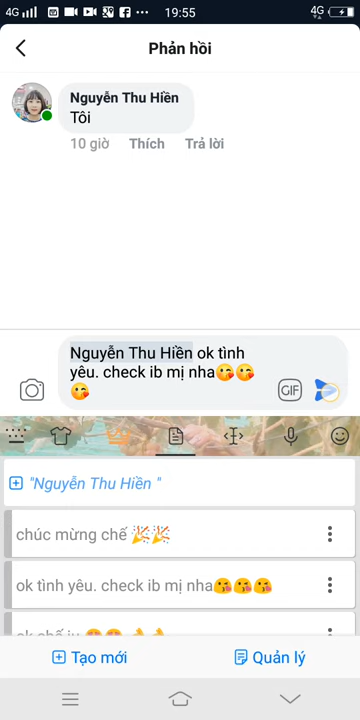 4G 19:55 4G
Phản hồi
Nguyễn Thu Hiền
Tôi
10 giờ Thích Trả lời
Nguyễn Thu Hiền ok tình
yêu. check ib mị nha😘😘
😘
GIF
"Nguyễn Thu Hiền "
chúc mừng chế 🎉🎉
ok tình yêu. check ib mị nha😘😘😘
Tạo mới Quản lý